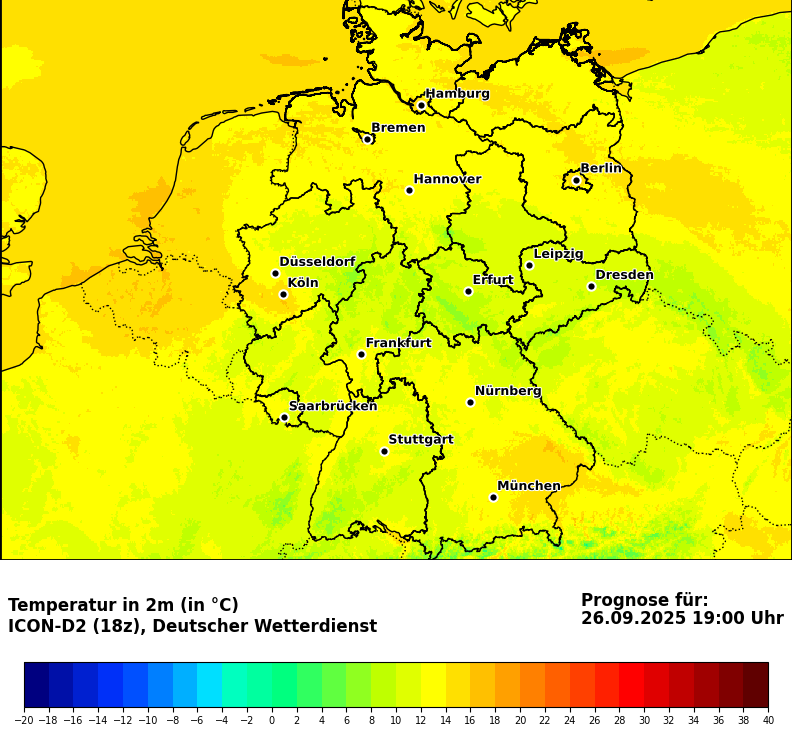 Hamburg
Bremen
Berlin
Hannover
Leipzig
Düsseldorf
Dresden
Köln
Erfurt
Frankfurt
Nürnberg
Saarbrücken
Stuttgart
München
Temperatur in 2m (in °C)
ICON-D2 (18z), Deutscher Wetterdienst
Prognose für:
26.09.2025 19:00 Uhr
−20 −18 −16 −14 −12 −10 −8 −6 −4 −2 0 2 4 6 8 10 12 14 16 18 20 22 24 26 28 30 32 34 36 38 40